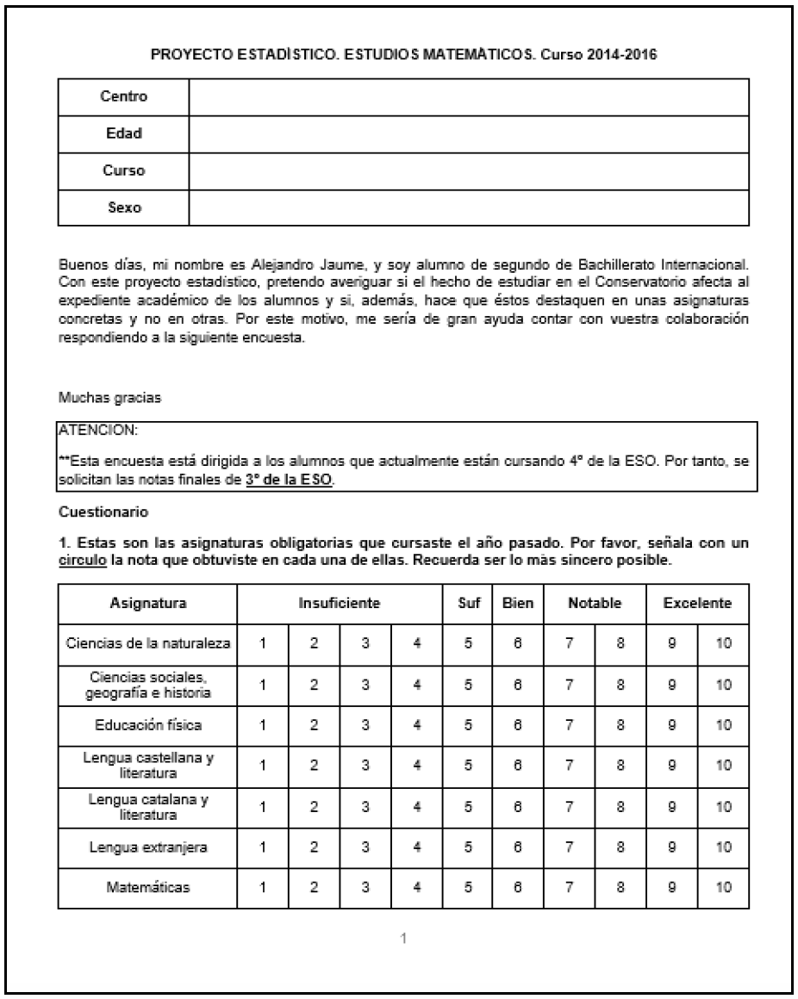 PROYECTO ESTADÍSTICO. ESTUDIOS MATEMÁTICOS. Curso 2014-2016
Centro
Edad
Curso
Sexo
Buenos días, mi nombre es Alejandro Jaume, y soy alumno de segundo de Bachillerato Internacional.
Con este proyecto estadístico, pretendo averiguar si el hecho de estudiar en el Conservatorio afecta al
expediente académico de los alumnos y si, además, hace que éstos destaquen en unas asignaturas
concretas y no en otras. Por este motivo, me sería de gran ayuda contar con vuestra colaboración
respondiendo a la siguiente encuesta.
Muchas gracias
ATENCION:
**Esta encuesta está dirigida a los alumnos que actualmente están cursando 4º de la ESO. Por tanto, se
solicitan las notas finales de 3º de la ESO.
Cuestionario
1. Estas son las asignaturas obligatorias que cursaste el año pasado. Por favor, señala con un
círculo la nota que obtuviste en cada una de ellas. Recuerda ser lo más sincero posible.
Asignatura Insuficiente Suf Bien Notable Excelente
Ciencias de la naturaleza 1 2 3 4 5 6 7 8 9 10
Ciencias sociales,
geografía e historia 1 2 3 4 5 6 7 8 9 10
Educación física 1 2 3 4 5 6 7 8 9 10
Lengua castellana y
literatura 1 2 3 4 5 6 7 8 9 10
Lengua catalana y
literatura 1 2 3 4 5 6 7 8 9 10
Lengua extranjera 1 2 3 4 5 6 7 8 9 10
Matemáticas 1 2 3 4 5 6 7 8 9 10
1